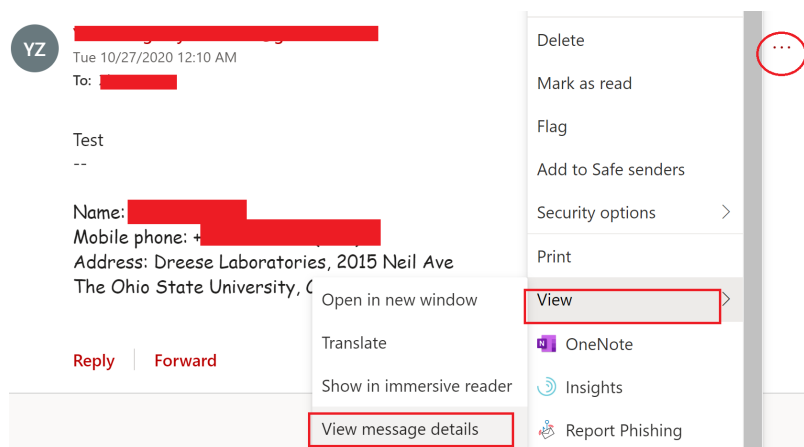 YZ
Tue 10/27/2020 12:10 AM
To:
Test
--
Name:
Mobile phone: +
Address: Dreese Laboratories, 2015 Neil Ave
The Ohio State University,
Reply
Forward
Delete
Mark as read
Flag
Add to Safe senders
Security options
Print
View
OneNote
Insights
Report Phishing
Open in new window
Translate
Show in immersive reader
View message details